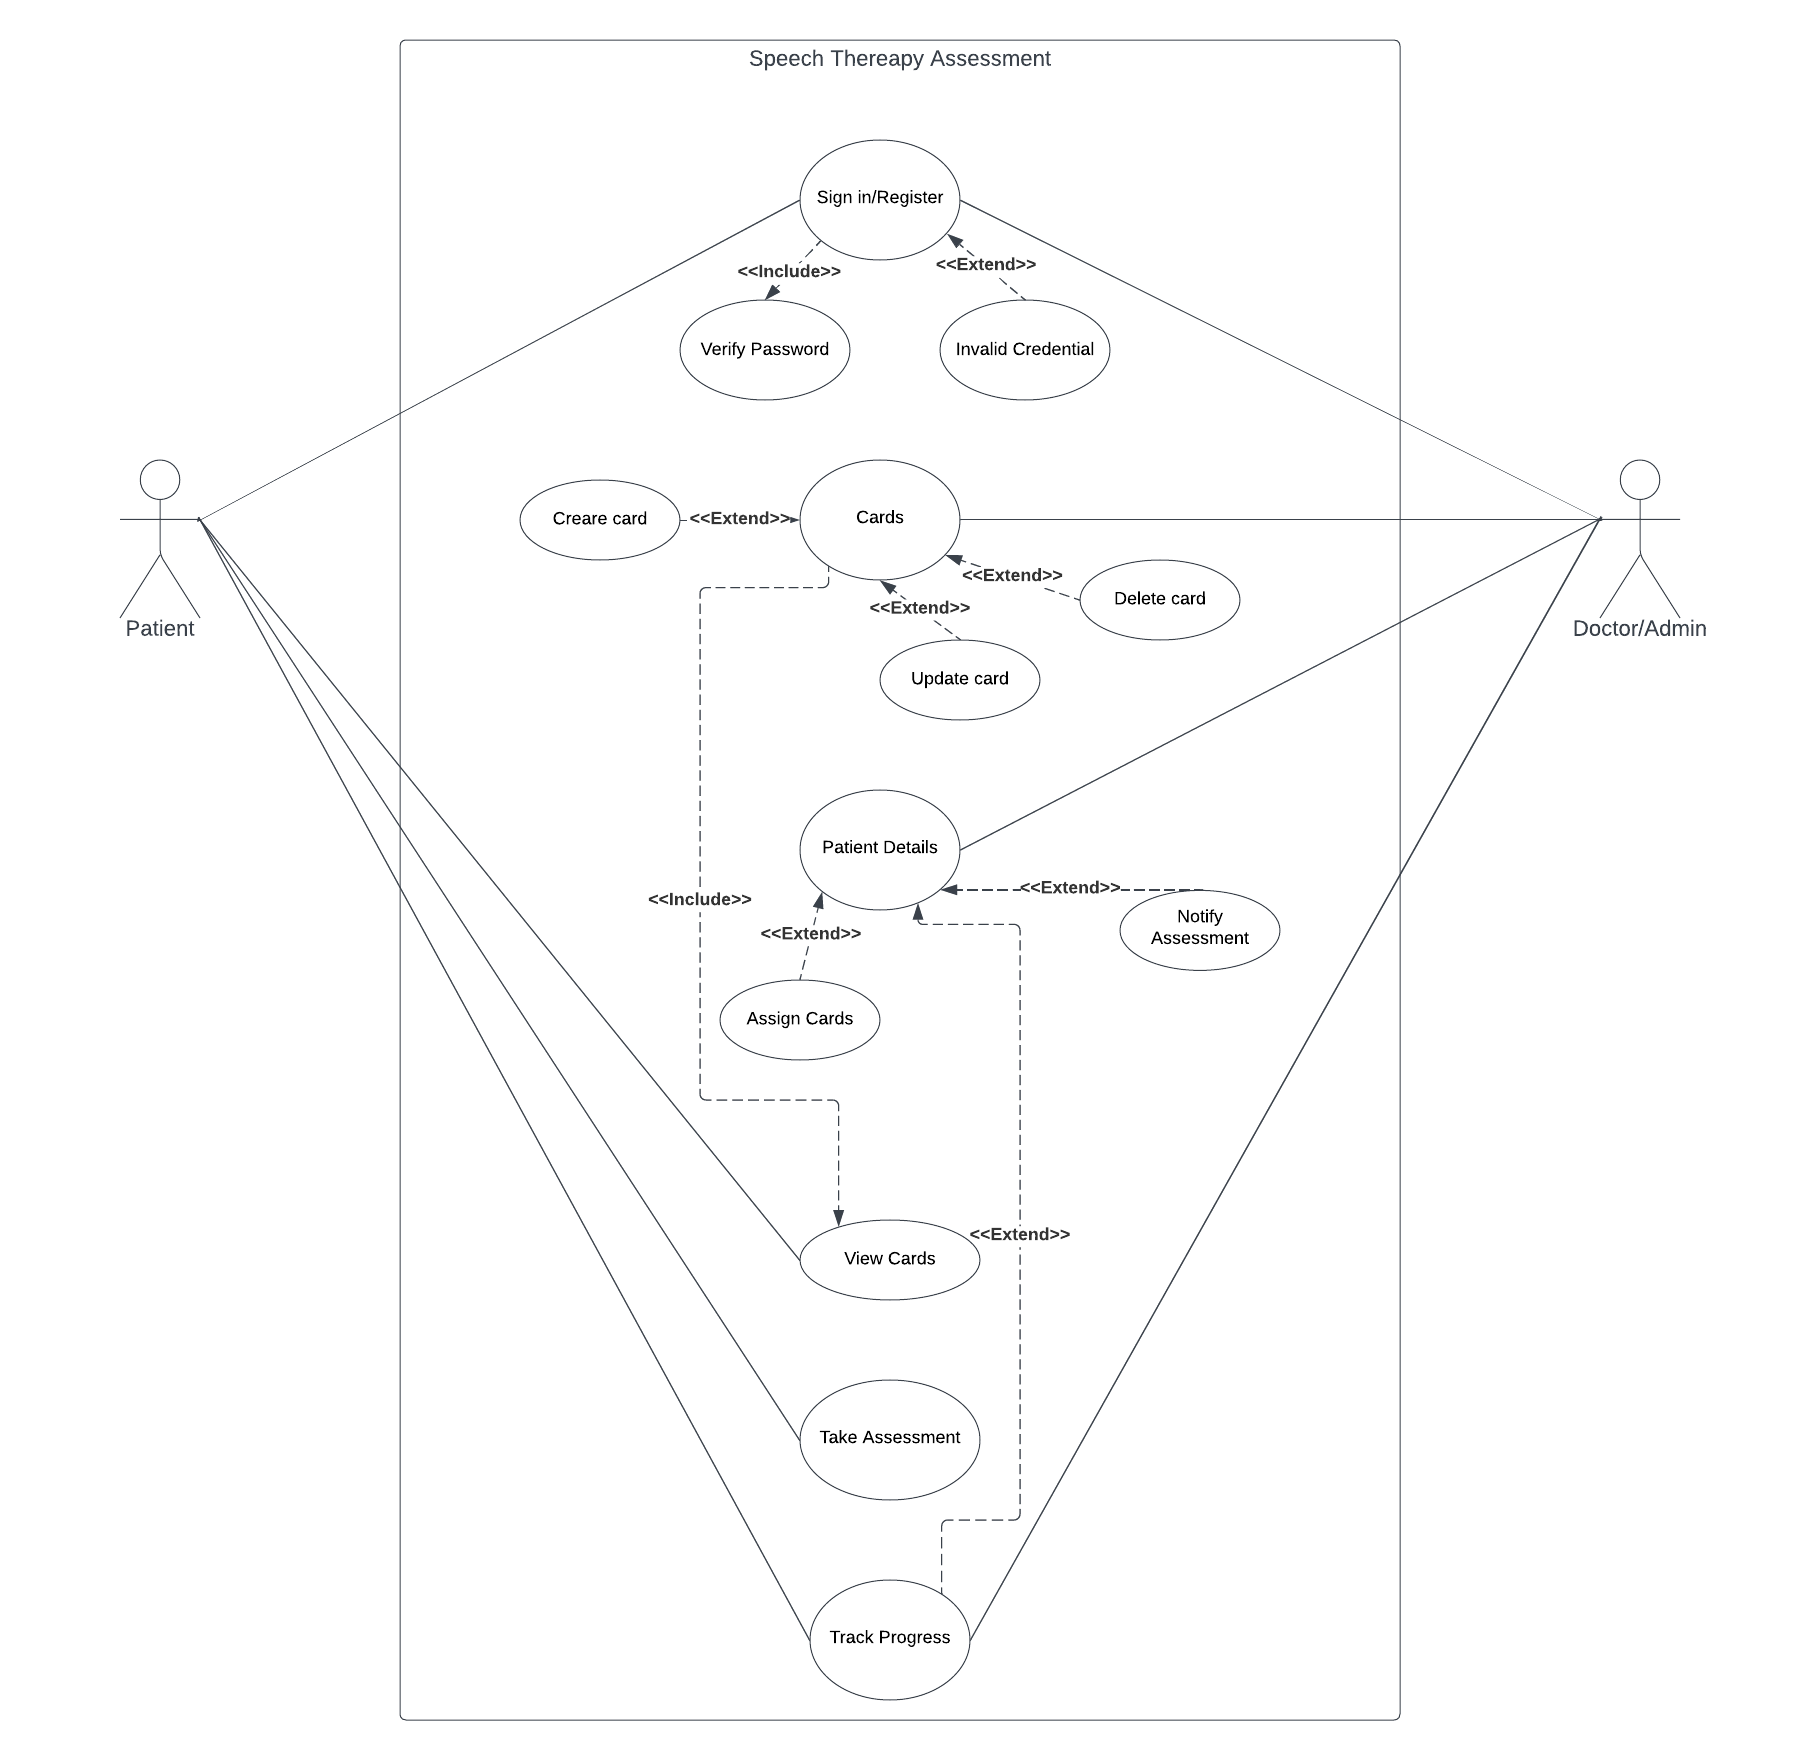 Speech Thereapy Assessment
Sign in/Register
<<Include>>
<<Extend>>
Verify Password
Invalid Credential
Creare card
<<Extend>>
Cards
<<Extend>>
Delete card
<<Extend>>
Update card
Patient
Doctor/Admin
Patient Details
<<Include>>
<<Extend>>
<<Extend>>
Notify
Assessment
Assign Cards
<<Extend>>
View Cards
Take Assessment
Track Progress